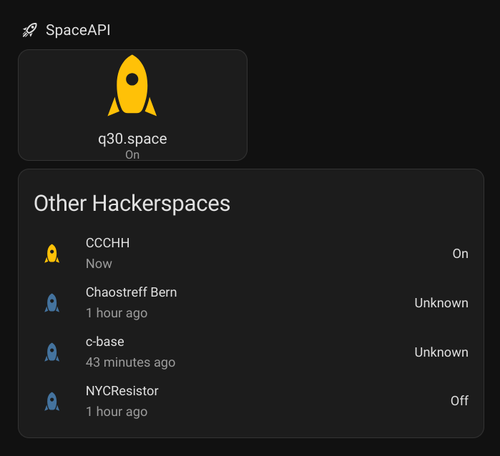 SpaceAPI
q30.space
On
Other Hackerspaces
CCCHH
Now
On
Chaostreff Bern
1 hour ago
Unknown
c-base
43 minutes ago
Unknown
NYCResistor
1 hour ago
Off